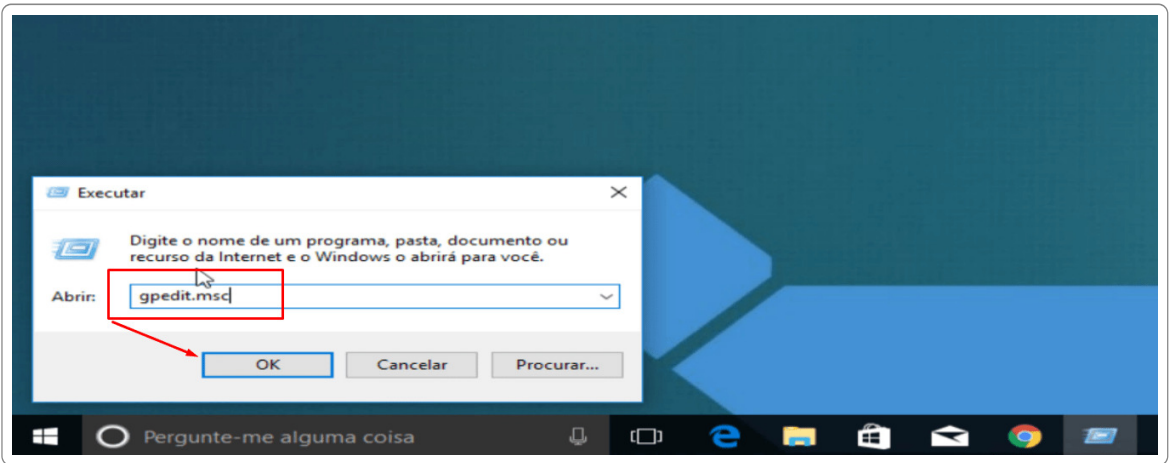 Executar
Digite o nome de um programa, pasta, documento ou
recurso da Internet e o Windows o abrirá para você.
Abrir: gpedit.msc
OK Cancelar Procurar...
Pergunte-me alguma coisa